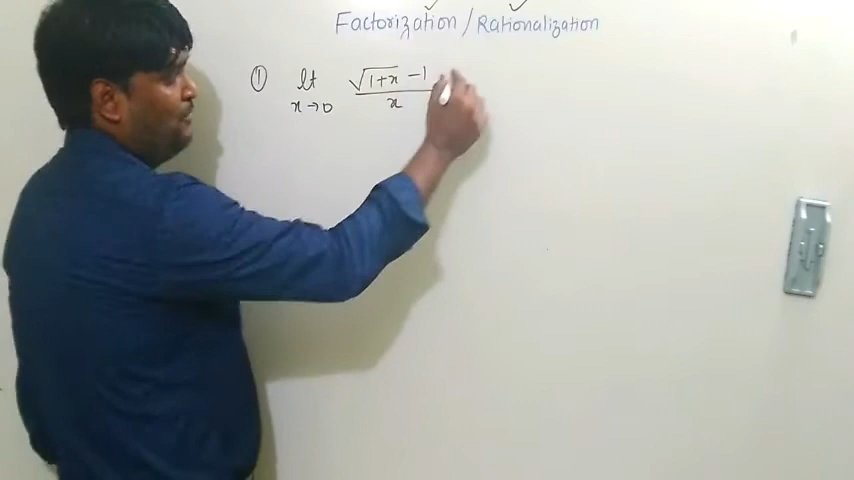 Factorization / Rationalization
① lt x→0 √1+x -1 / x